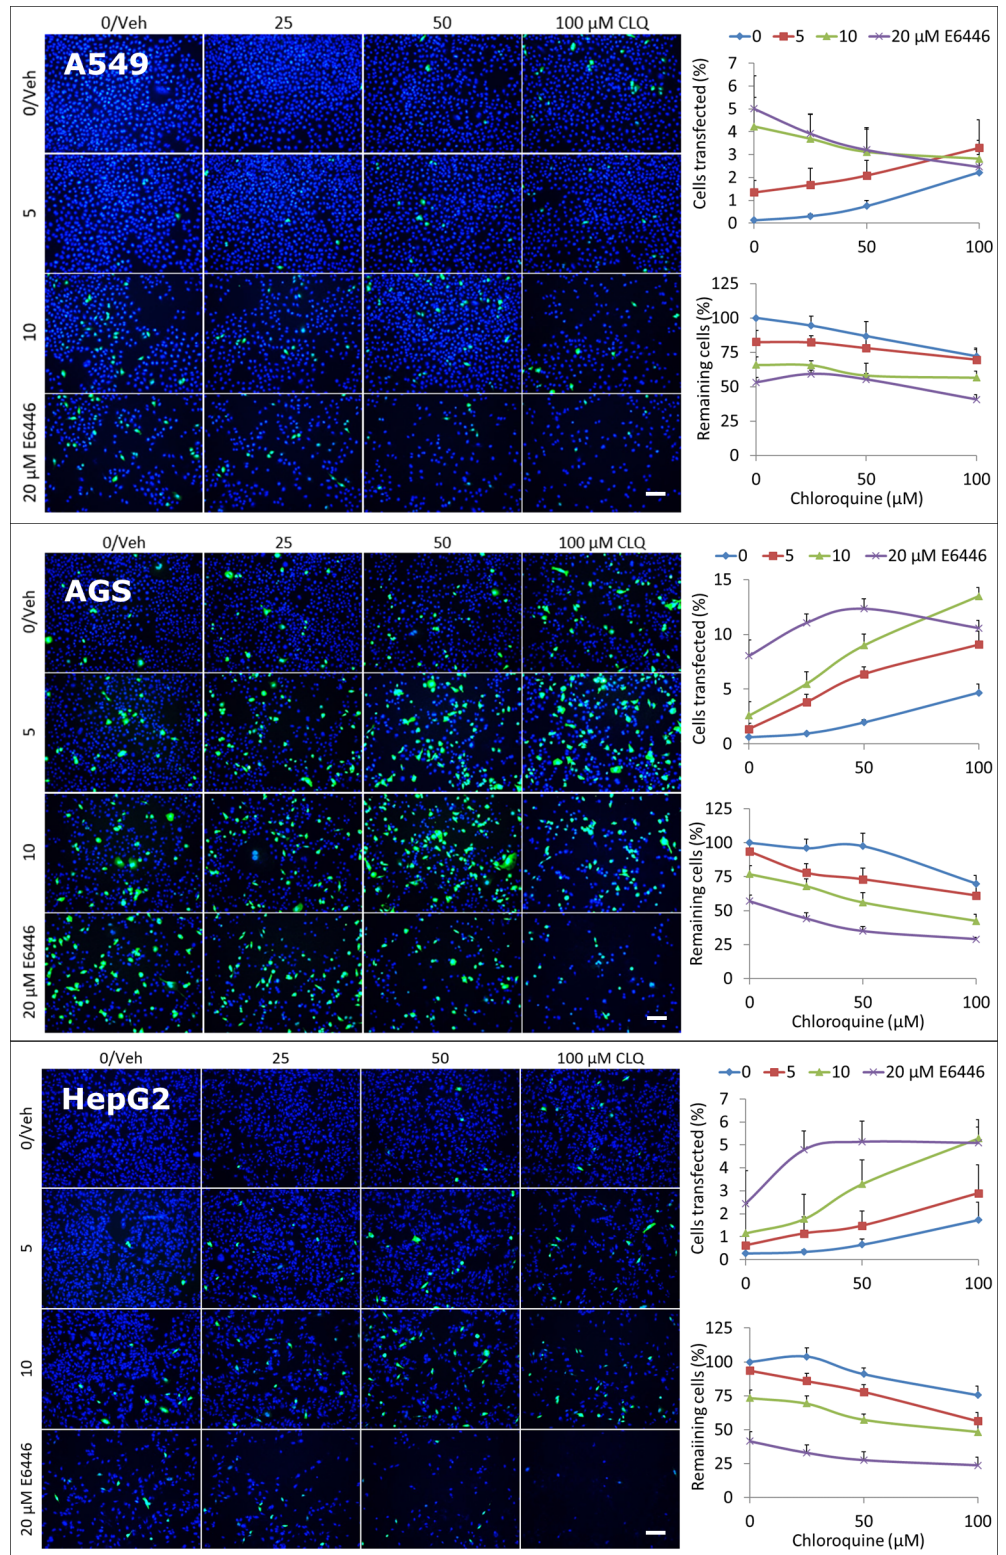 0/Veh 25 50 100 µM CLQ
A549
0/Veh
5
10
20 µM E6446
0 5 10 20 µM E6446
Cells transfected (%)
7
6
5
4
3
2
1
0
0 50 100
Remaining cells (%)
125
100
75
50
25
0
0 50 100
Chloroquine (µM)
0/Veh 25 50 100 µM CLQ
AGS
0/Veh
5
10
20 µM E6446
0 5 10 20 µM E6446
Cells transfected (%)
15
10
5
0
0 50 100
Remaining cells (%)
125
100
75
50
25
0
0 50 100
Chloroquine (µM)
0/Veh 25 50 100 µM CLQ
HepG2
0/Veh
5
10
20 µM E6446
0 5 10 20 µM E6446
Cells transfected (%)
7
6
5
4
3
2
1
0
0 50 100
Remaiining cells (%)
125
100
75
50
25
0
0 50 100
Chloroquine (µM)